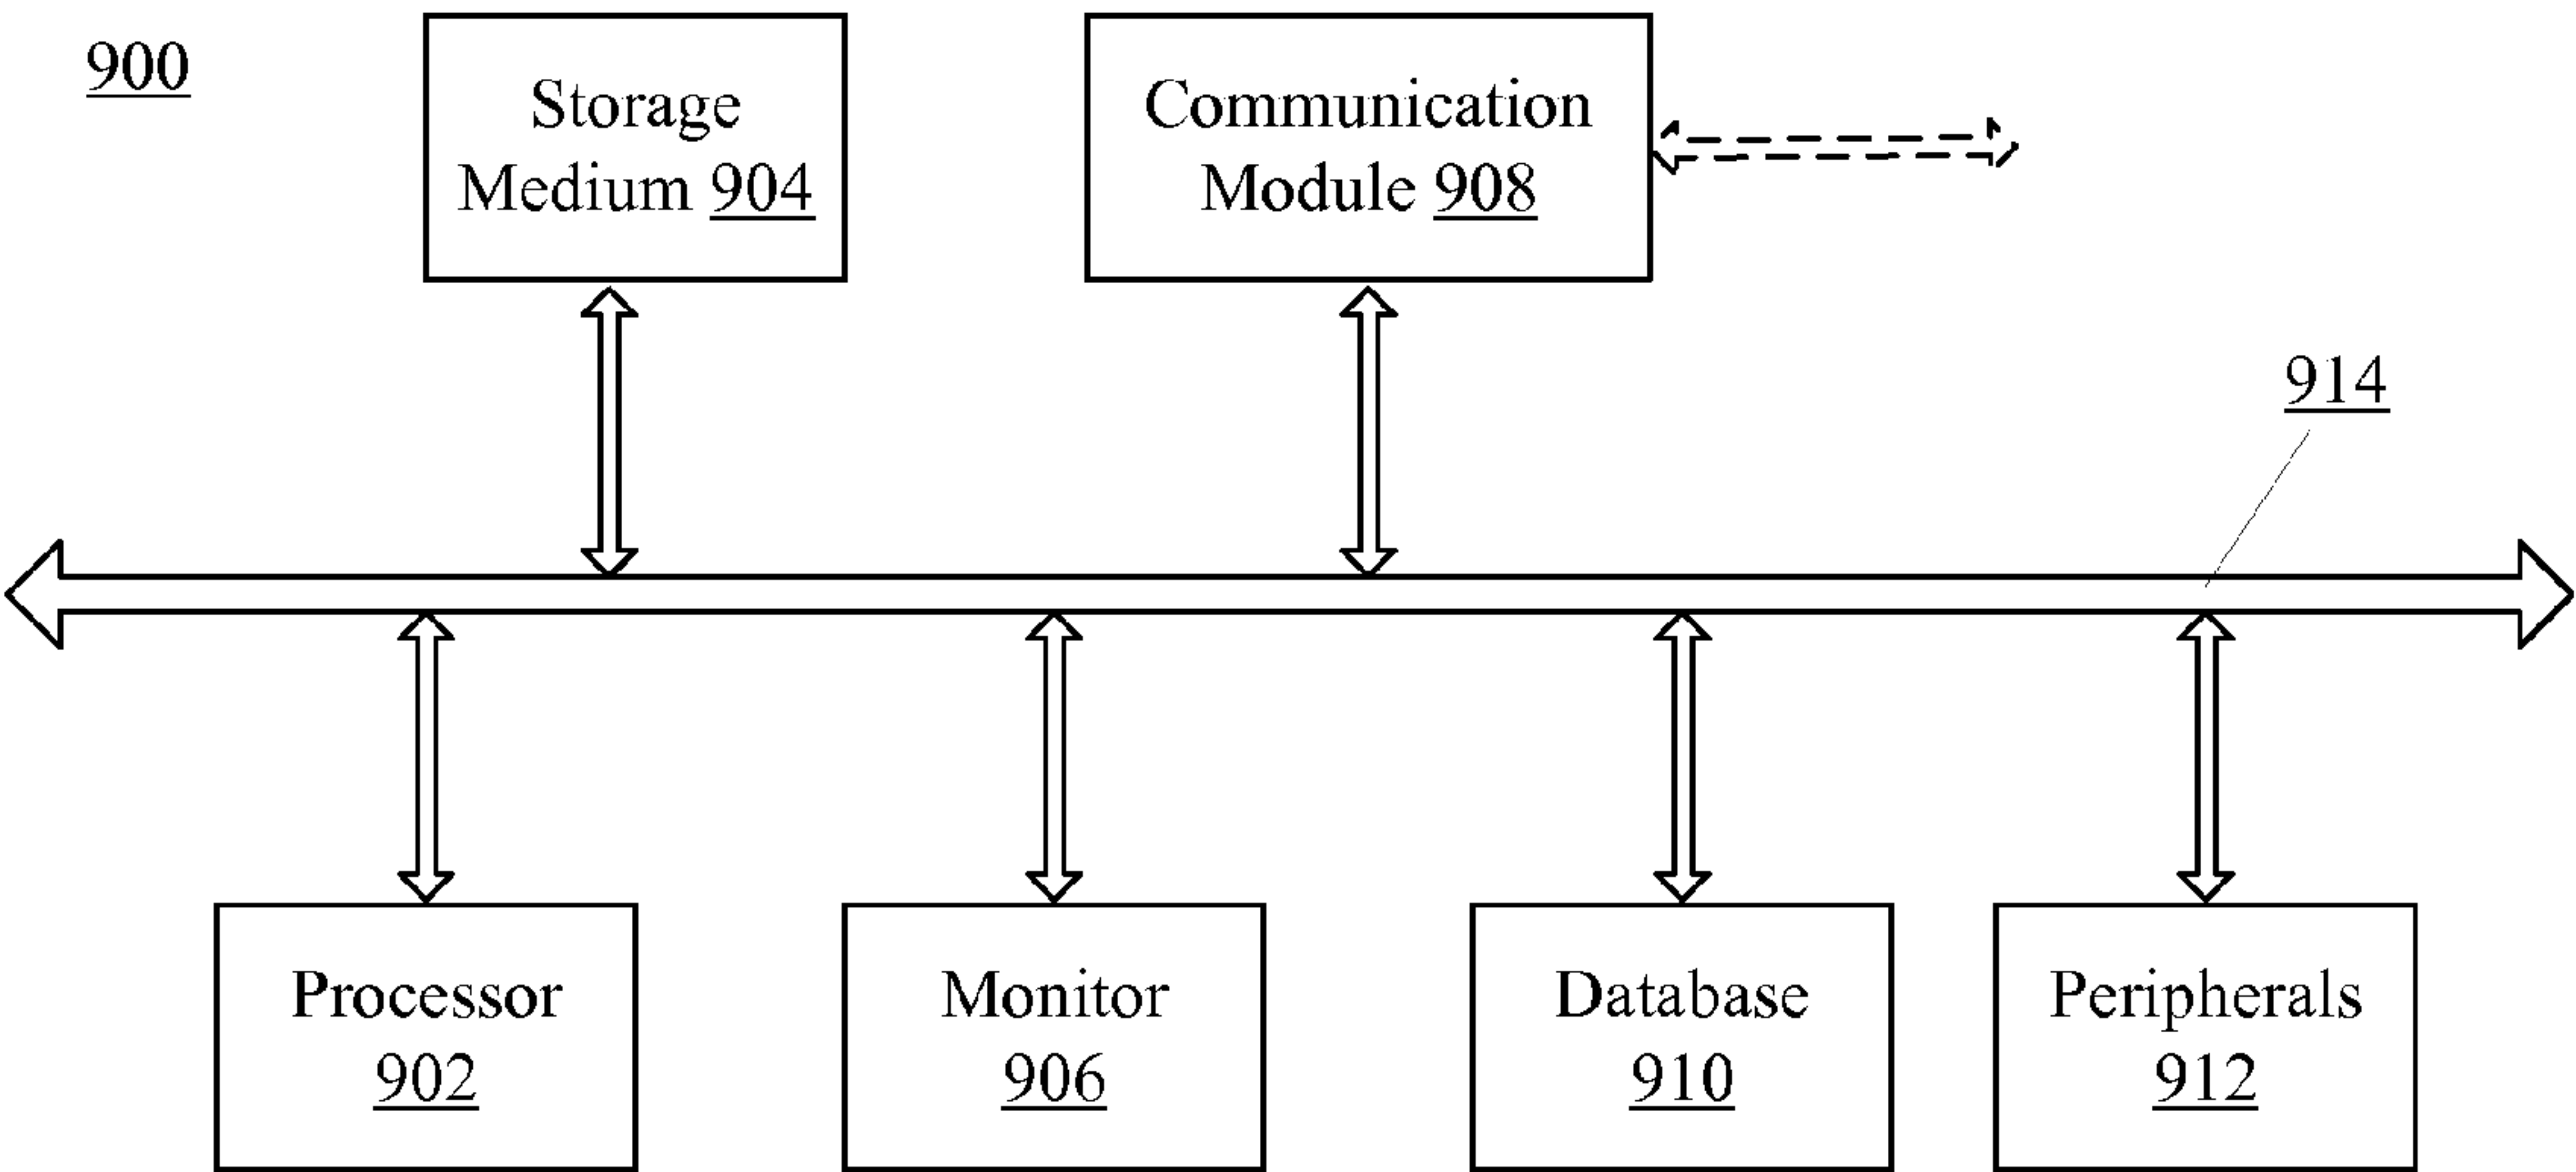 900
Storage
Medium 904
Communication
Module 908
914
Processor
902
Monitor
906
Database
910
Peripherals
912